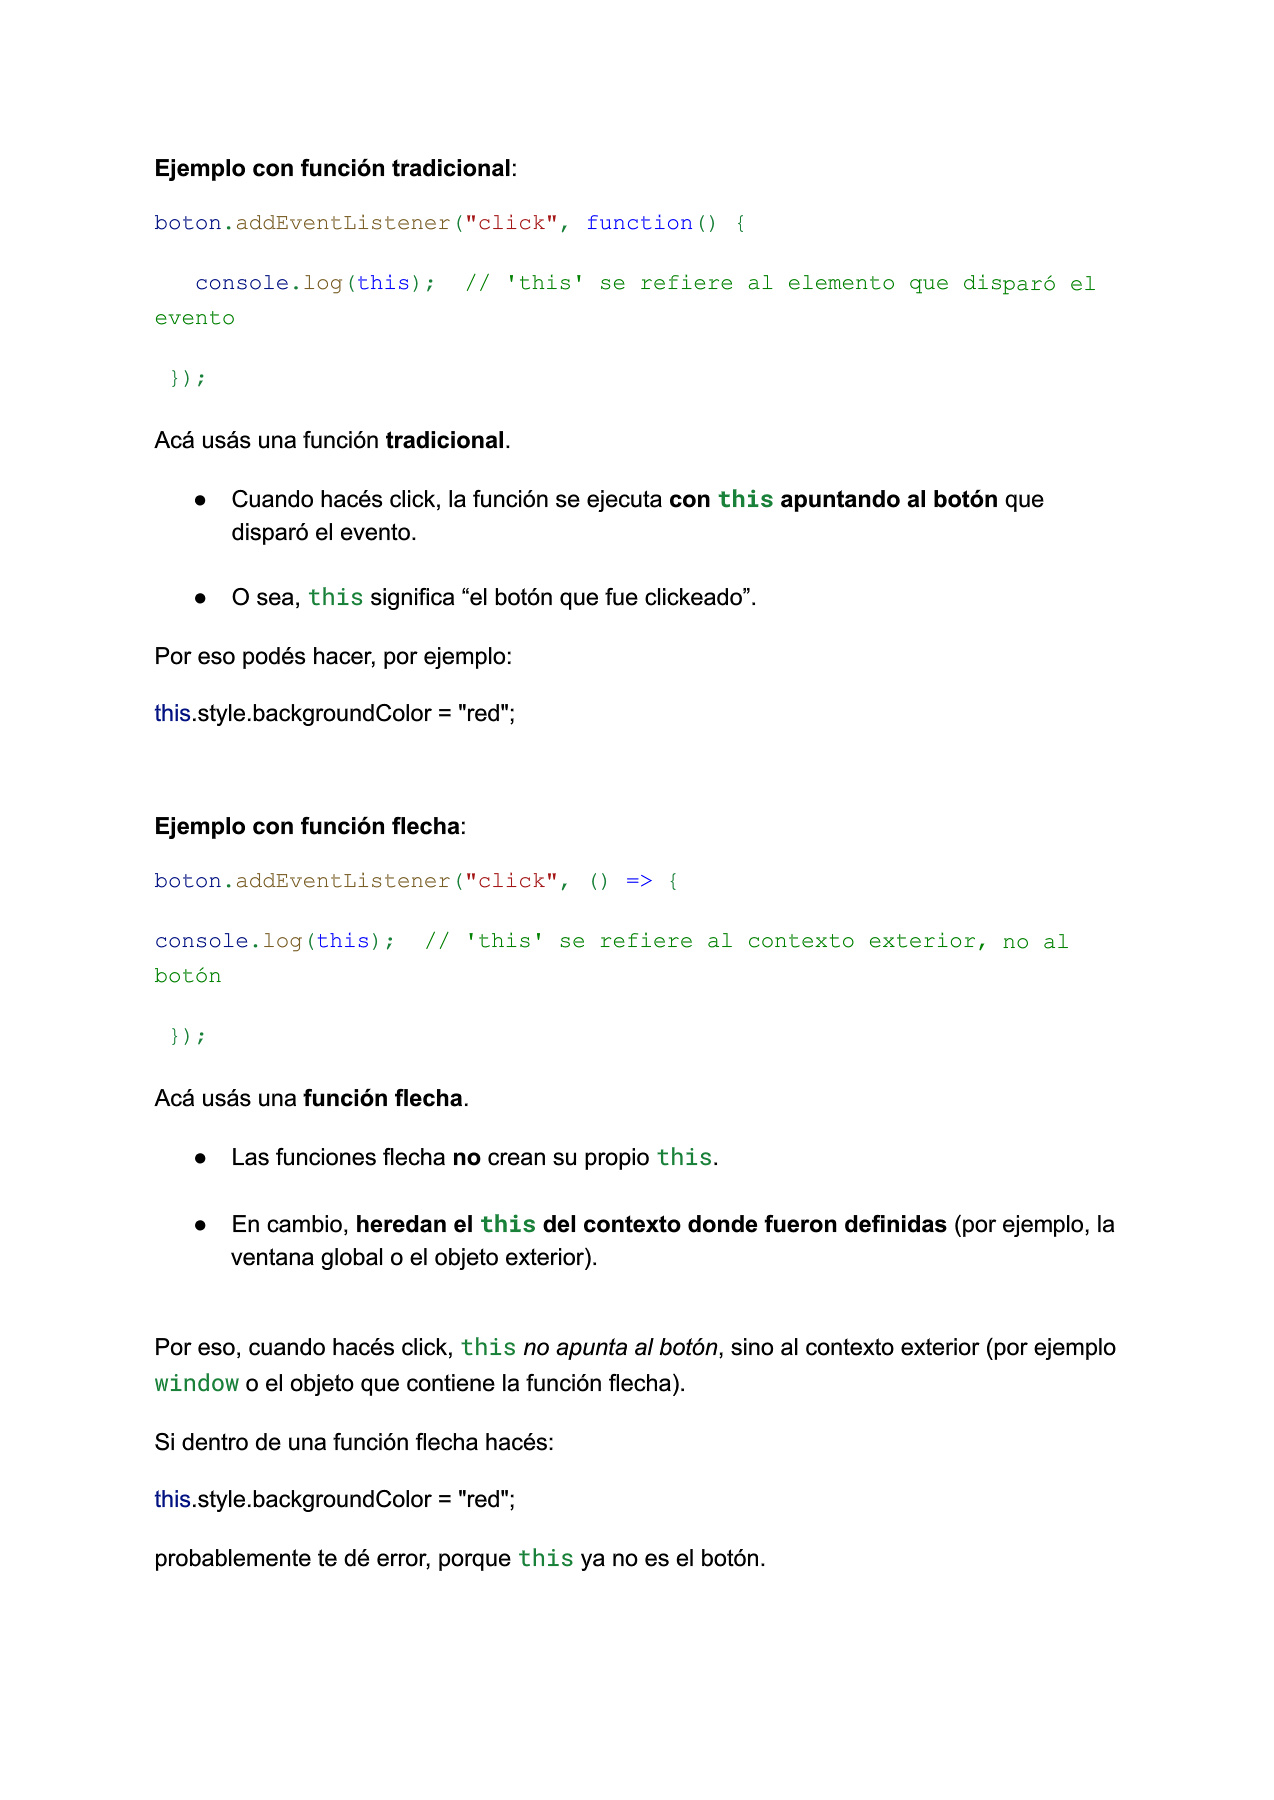 Ejemplo con función tradicional:
boton.addEventListener("click", function() {
console.log(this);  // 'this' se refiere al elemento que disparó el
evento
});
Acá usás una función tradicional.
● Cuando hacés click, la función se ejecuta con this apuntando al botón que
disparó el evento.
● O sea, this significa “el botón que fue clickeado”.
Por eso podés hacer, por ejemplo:
this.style.backgroundColor = "red";
Ejemplo con función flecha:
boton.addEventListener("click", () => {
console.log(this);  // 'this' se refiere al contexto exterior, no al
botón
});
Acá usás una función flecha.
● Las funciones flecha no crean su propio this.
● En cambio, heredan el this del contexto donde fueron definidas (por ejemplo, la
ventana global o el objeto exterior).
Por eso, cuando hacés click, this no apunta al botón, sino al contexto exterior (por ejemplo
window o el objeto que contiene la función flecha).
Si dentro de una función flecha hacés:
this.style.backgroundColor = "red";
probablemente te dé error, porque this ya no es el botón.